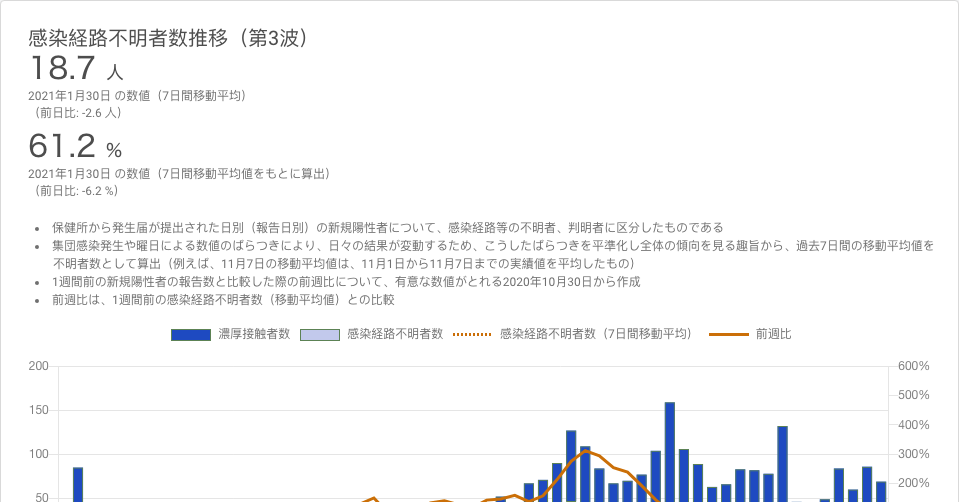 感染経路不明者数推移（第3波）
18.7 人
2021年1月30日 の数値（7日間移動平均）
（前日比: -2.6 人）
61.2 %
2021年1月30日 の数値（7日間移動平均値をもとに算出）
（前日比: -6.2 %）
• 保健所から発生届が提出された日別（報告日別）の新規陽性者について、感染経路等の不明者、判明者に区分したものである
• 集団感染発生や曜日による数値のばらつきにより、日々の結果が変動するため、こうしたばらつきを平準化し全体の傾向を見る趣旨から、過去7日間の移動平均値を
不明者数として算出（例えば、11月7日の移動平均値は、11月1日から11月7日までの実績値を平均したもの）
• 1週間前の新規陽性者の報告数と比較した際の前週比について、有意な数値がとれる2020年10月30日から作成
• 前週比は、1週間前の感染経路不明者数（移動平均値）との比較
濃厚接触者数 感染経路不明者数 感染経路不明者数（7日間移動平均） 前週比
200 600%
500%
150
400%
100 300%
200%
50